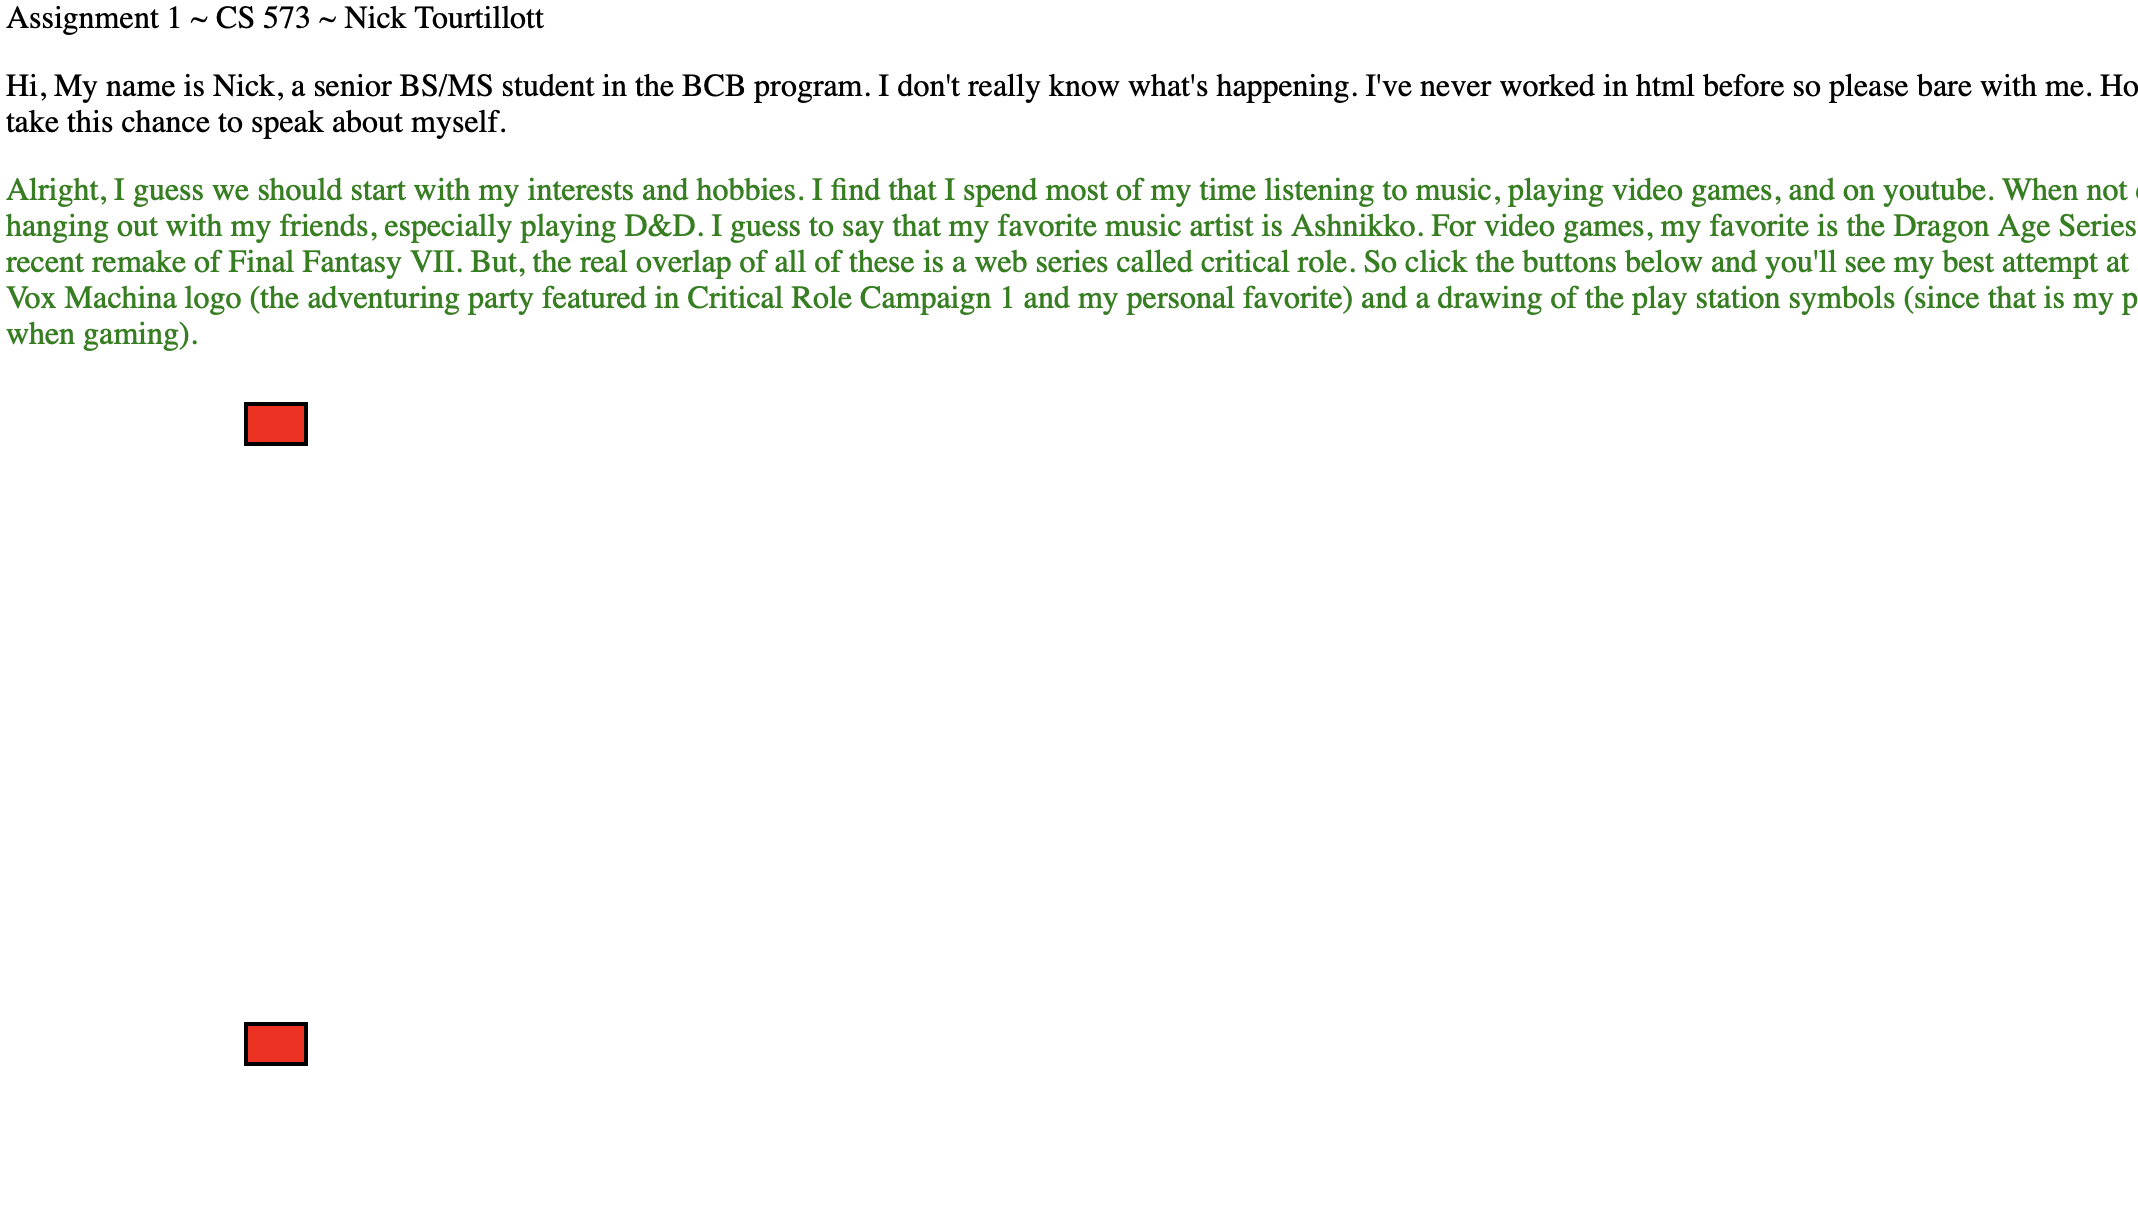 Assignment 1 ~ CS 573 ~ Nick Tourtillott
Hi, My name is Nick, a senior BS/MS student in the BCB program. I don't really know what's happening. I've never worked in html before so please bare with me. Ho
take this chance to speak about myself.
Alright, I guess we should start with my interests and hobbies. I find that I spend most of my time listening to music, playing video games, and on youtube. When not
hanging out with my friends, especially playing D&D. I guess to say that my favorite music artist is Ashnikko. For video games, my favorite is the Dragon Age Series
recent remake of Final Fantasy VII. But, the real overlap of all of these is a web series called critical role. So click the buttons below and you'll see my best attempt at
Vox Machina logo (the adventuring party featured in Critical Role Campaign 1 and my personal favorite) and a drawing of the play station symbols (since that is my p
when gaming).